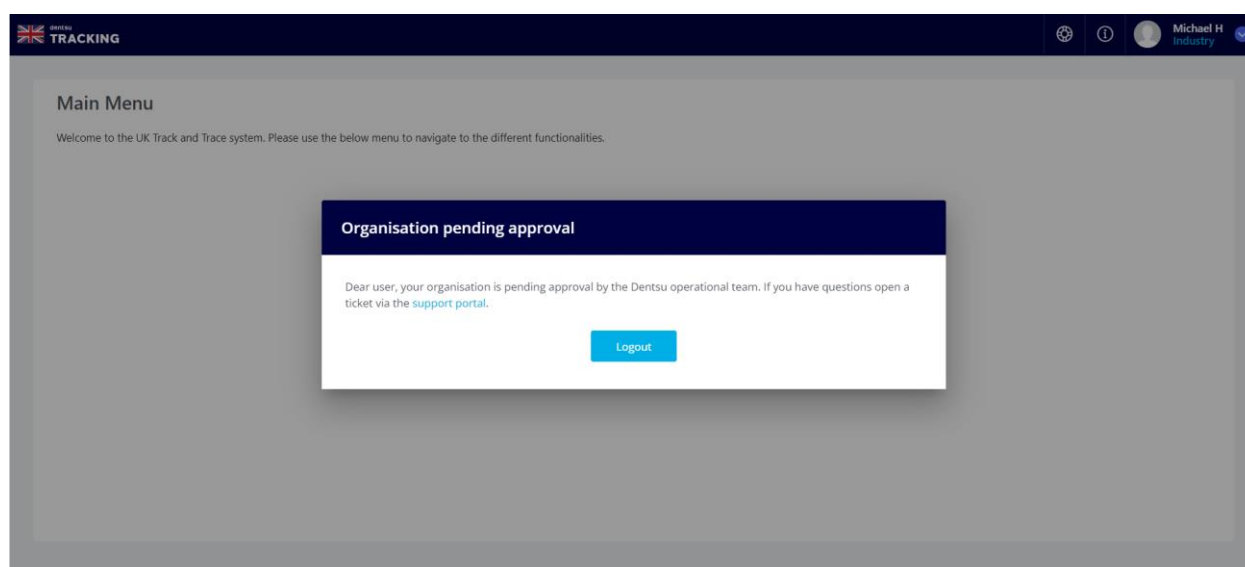 dentsu
TRACKING
Michael H
Industry
Main Menu
Welcome to the UK Track and Trace system. Please use the below menu to navigate to the different functionalities.
Organisation pending approval
Dear user, your organisation is pending approval by the Dentsu operational team. If you have questions open a
ticket via the support portal.
Logout